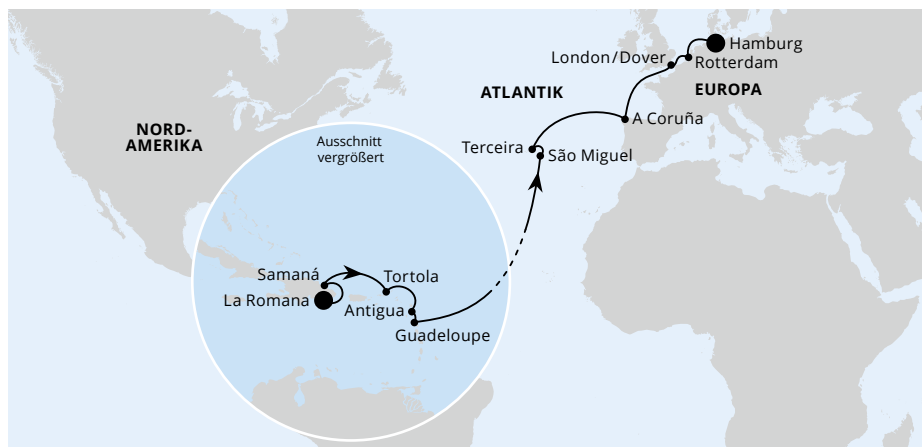 Hamburg
London/Dover
Rotterdam
ATLANTIK
EUROPA
A Coruña
NORD-
AMERIKA
Ausschnitt
vergrößert
Terceira
São Miguel
Samaná
Tortola
La Romana
Antigua
Guadeloupe